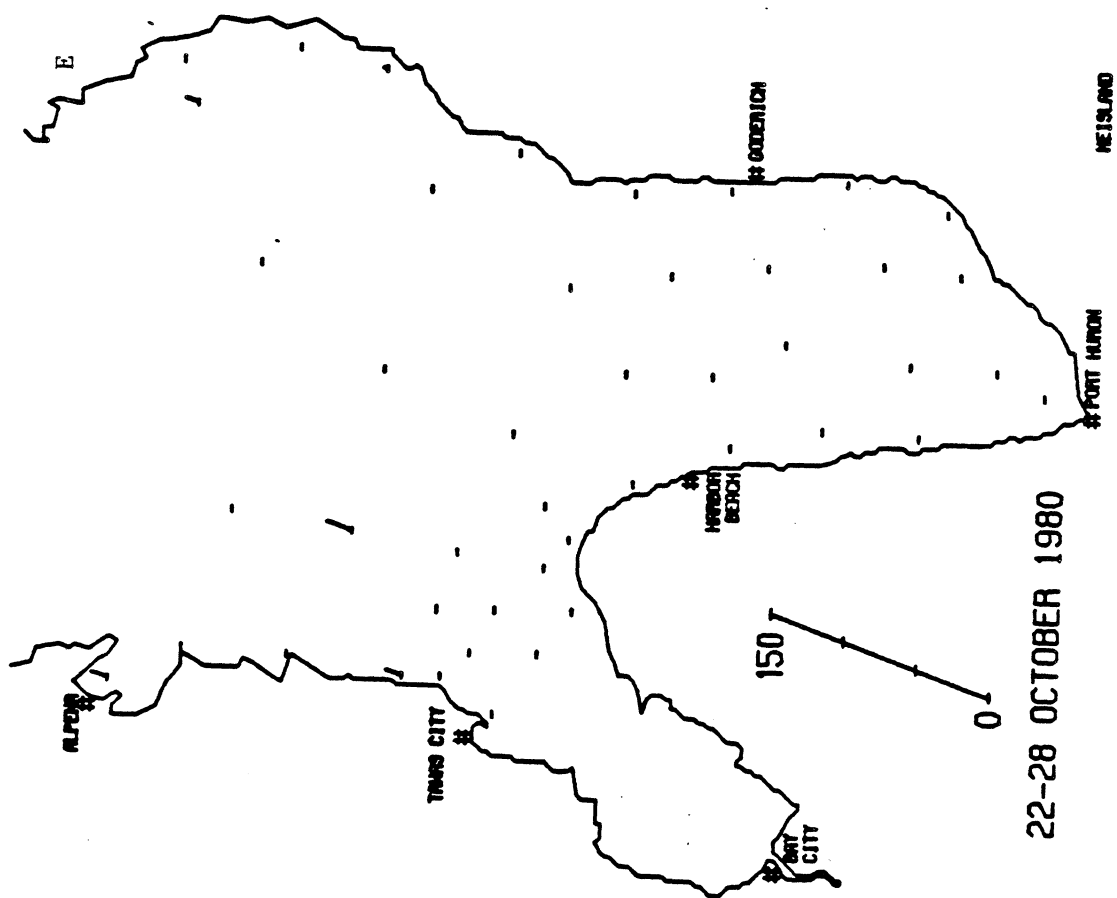 E
ALPENA
#
TAWAS CITY
#
# GODERICH
HARBOR
BEACH
#
BAY
CITY
#
# PORT HURON
NEISLAND
150
0
22-28 OCTOBER 1980